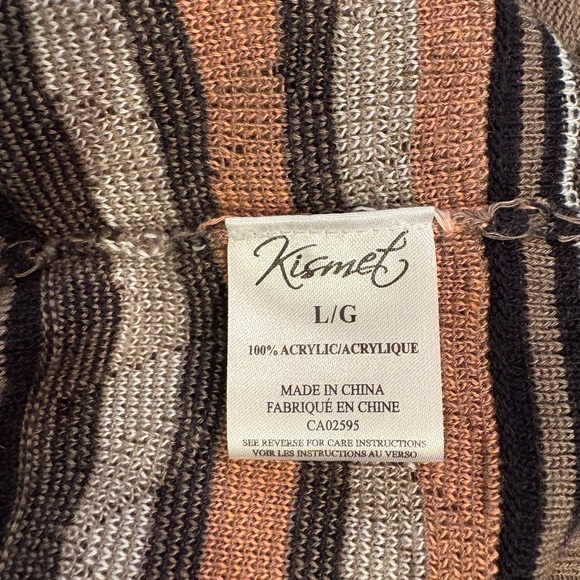 Kismet
L/G
100% ACRYLIC/ACRYLIQUE
MADE IN CHINA
FABRIQUÉ EN CHINE
CA02595
SEE REVERSE FOR CARE INSTRUCTIONS
VOIR LES INSTRUCTIONS AU VERSO